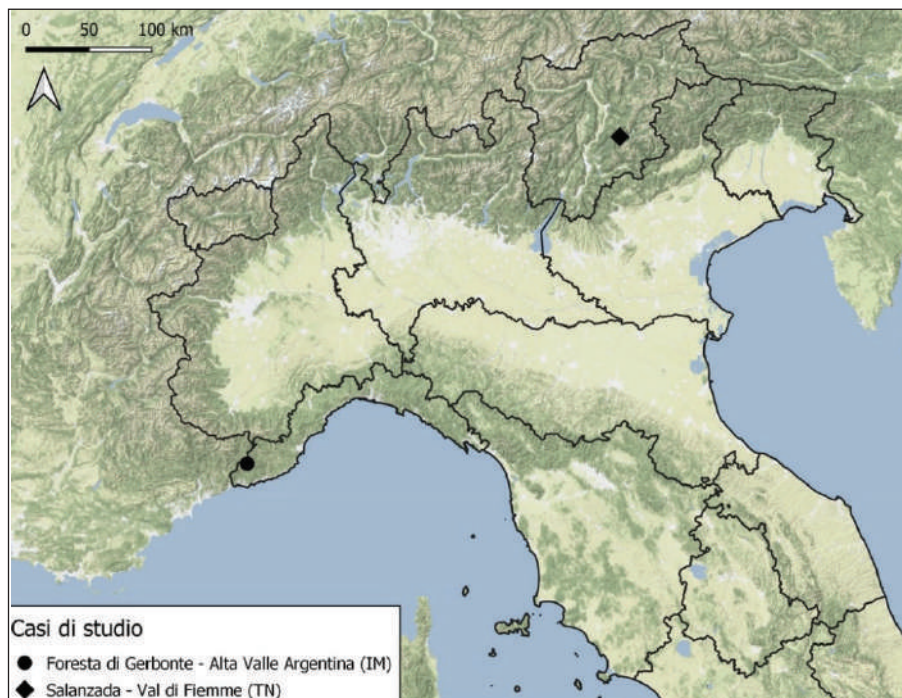 0 50 100 km
Casi di studio
Foresta di Gerbonte - Alta Valle Argentina (IM)
Salanzada - Val di Fiemme (TN)